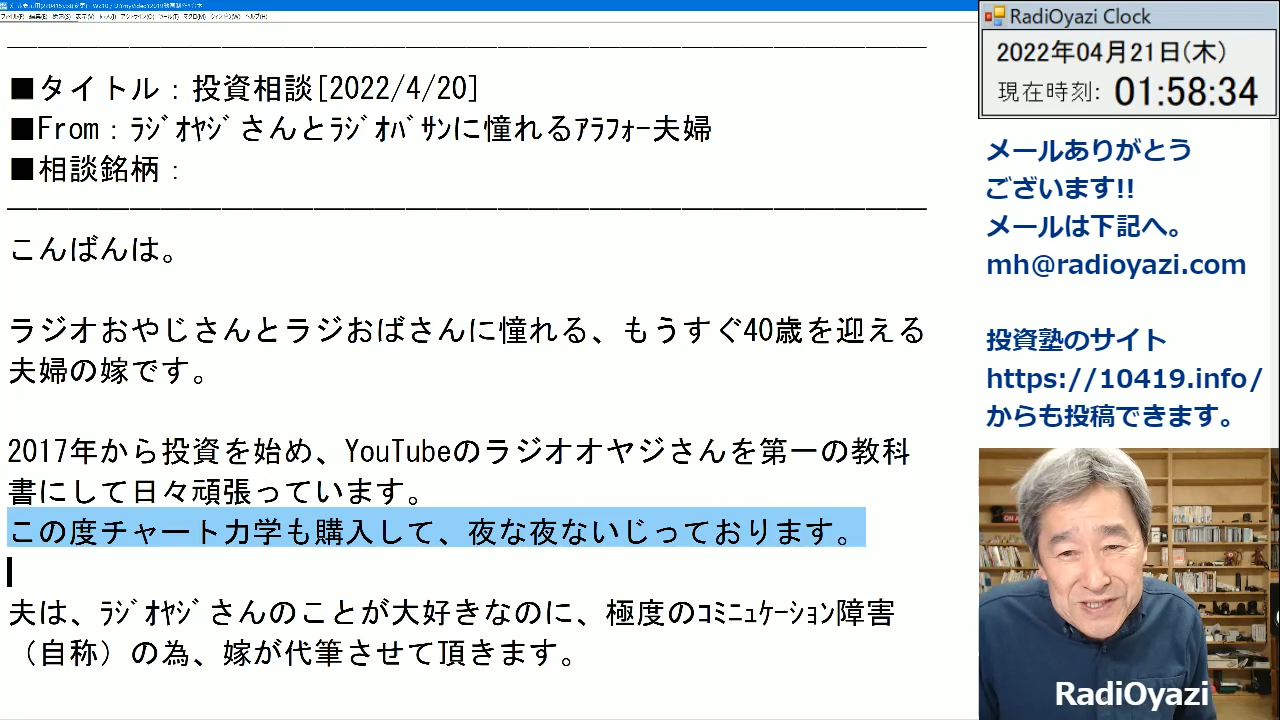 RadiOyazi Clock
2022年04月21日(木)
現在時刻: 01:58:34
■タイトル：投資相談[2022/4/20]
■From：ﾗｼﾞｵﾔｼﾞさんとﾗｼﾞｵﾊﾞｻﾝに憧れるｱﾗﾌｫｰ夫婦
■相談銘柄：
こんばんは。
ラジオおやじさんとラジおばさんに憧れる、もうすぐ40歳を迎える
夫婦の嫁です。
2017年から投資を始め、YouTubeのラジオオヤジさんを第一の教科
書にして日々頑張っています。
この度チャート力学も購入して、夜な夜ないじっております。
夫は、ﾗｼﾞｵﾔｼﾞさんのことが大好きなのに、極度のｺﾐﾆｭｹｰｼｮﾝ障害
（自称）の為、嫁が代筆させて頂きます。
メールありがとう
ございます!!
メールは下記へ。
mh@radioyazi.com
投資塾のサイト
https://10419.info/
からも投稿できます。
RadiOyazi